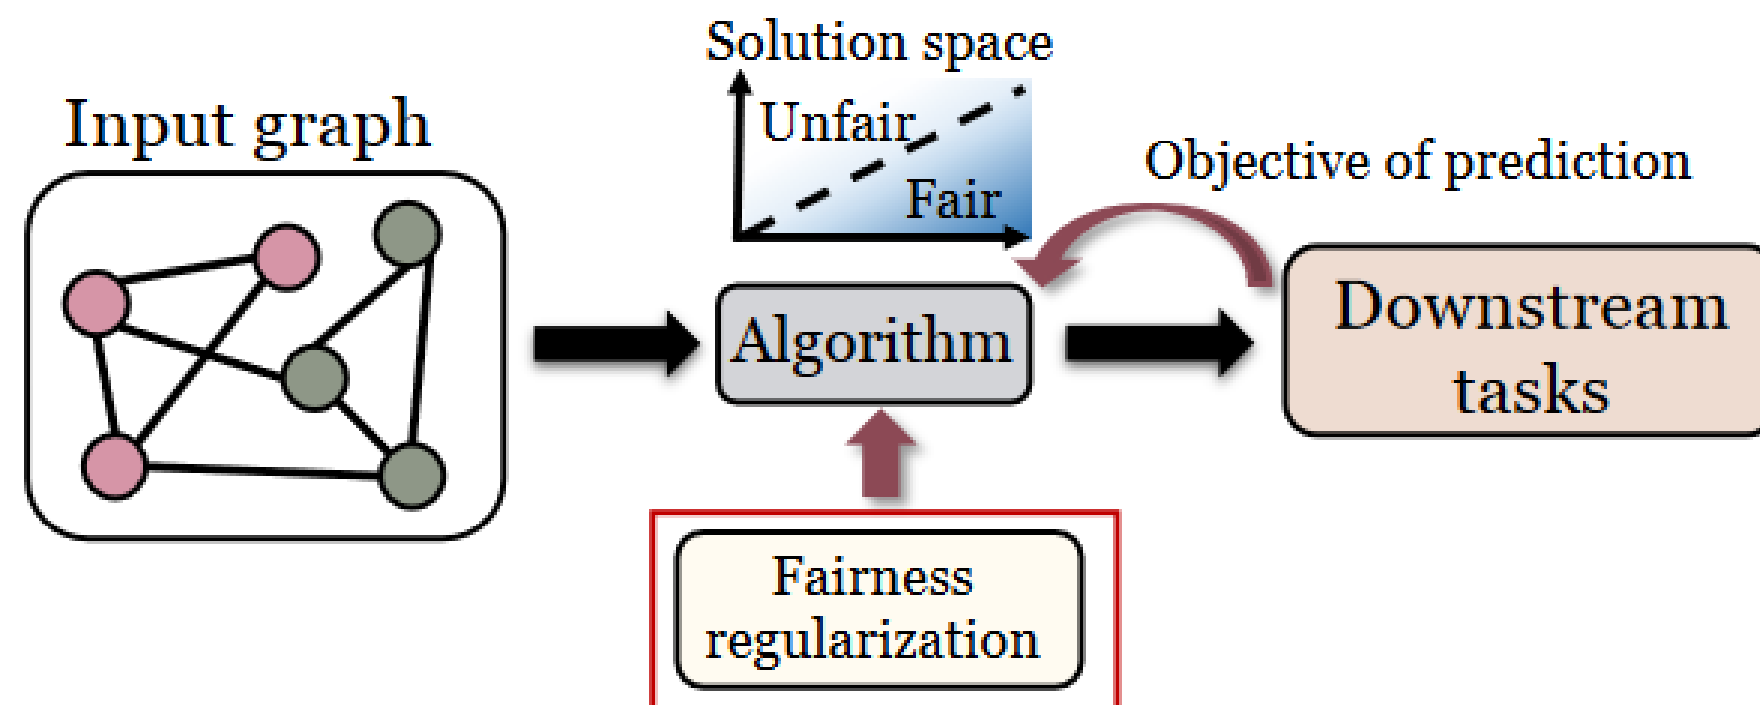 Input graph
Solution space
Unfair
Fair
Algorithm
Objective of prediction
Downstream
tasks
Fairness
regularization